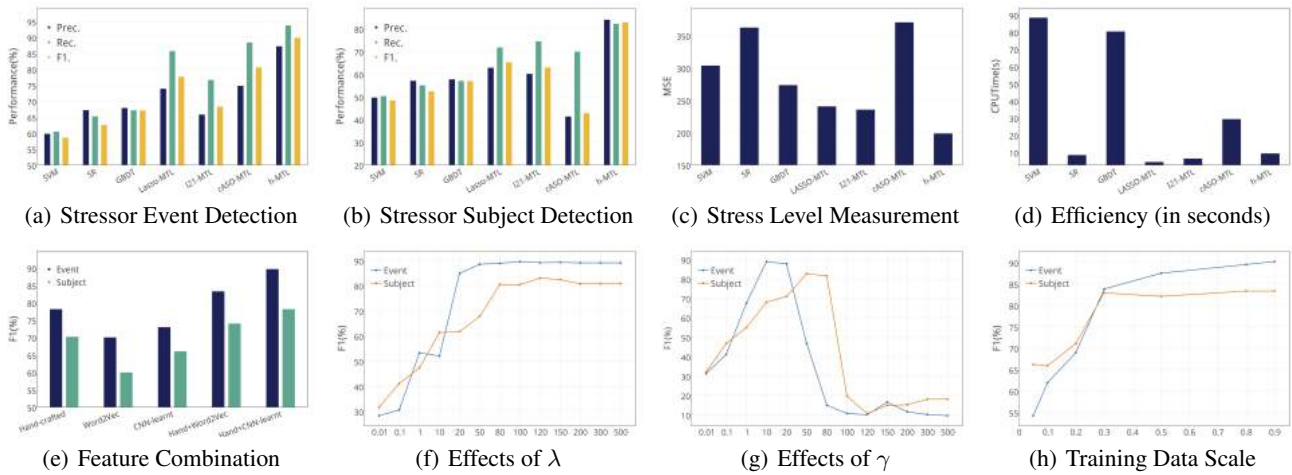 95
90
85
80
75
70
65
60
55
50
Performance(%)
Prec.
Rec.
F1.
SVM
SR
GBDT
Lasso-MTL
l21-MTL
cASO-MTL
h-MTL
(a) Stressor Event Detection
80
70
60
50
40
30
20
Performance(%)
Prec.
Rec.
F1.
SVM
SR
GBDT
Lasso-MTL
l21-MTL
cASO-MTL
h-MTL
(b) Stressor Subject Detection
350
300
250
200
150
MSE
SVM
SR
GBDT
LASSO-MTL
l21-MTL
cASO-MTL
h-MTL
(c) Stress Level Measurement
90
80
70
60
50
40
30
20
10
CPUTime(s)
SVM
SR
GBDT
LASSO-MTL
l21-MTL
cASO-MTL
h-MTL
(d) Efficiency (in seconds)
90
85
80
75
70
65
60
55
50
F1(%)
Event
Subject
Hand-crafted
Word2Vec
CNN-learnt
Hand+Word2Vec
Hand+CNN-learnt
(e) Feature Combination
90
80
70
60
50
40
30
F1(%)
Event
Subject
0.01 0.1 1 10 20 50 80 100 120 150 200 300 500
(f) Effects of λ
90
80
70
60
50
40
30
20
10
F1(%)
Event
Subject
0.01 0.1 1 10 20 50 80 100 120 150 200 300 500
(g) Effects of γ
90
85
80
75
70
65
60
55
F1(%)
Event
Subject
0 0.1 0.2 0.3 0.4 0.5 0.6 0.7 0.8 0.9
(h) Training Data Scale